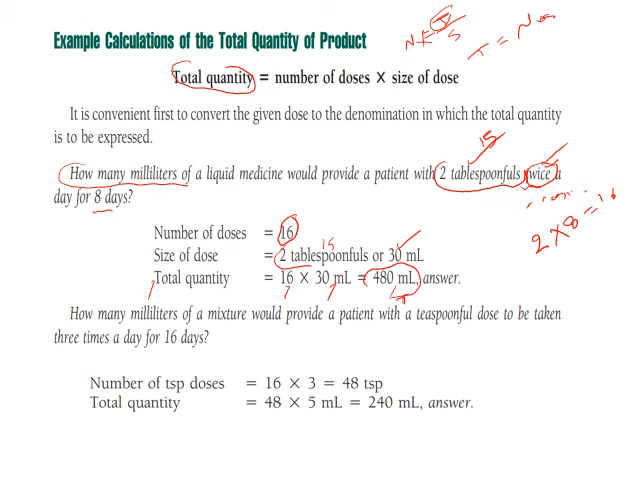 Example Calculations of the Total Quantity of Product
N = T/S
T = N
Total quantity = number of doses × size of dose
It is convenient first to convert the given dose to the denomination in which the total quantity
is to be expressed.
15
How many milliliters of a liquid medicine would provide a patient with 2 tablespoonfuls twice a
day for 8 days?
2 × 8 = 16
Number of doses = 16
15
Size of dose = 2 tablespoonfuls or 30 mL
Total quantity = 16 × 30 mL = 480 mL, answer.
How many milliliters of a mixture would provide a patient with a teaspoonful dose to be taken
three times a day for 16 days?
Number of tsp doses = 16 × 3 = 48 tsp
Total quantity = 48 × 5 mL = 240 mL, answer.